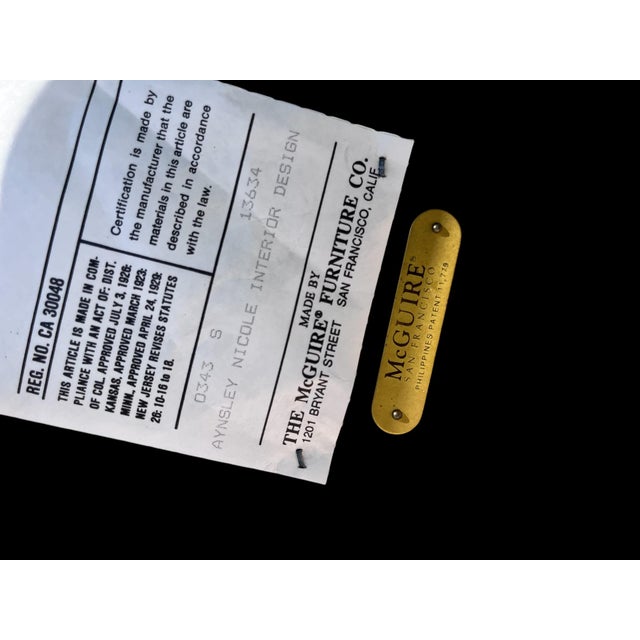 REG. NO. CA 30048
THIS ARTICLE IS MADE IN COM-
PLIANCE WITH AN ACT OF: DIST.
OF COL. APPROVED JULY 3, 1926:
KANSAS, APPROVED MARCH 1923:
MINN., APPROVED APRIL 24, 1929:
NEW JERSEY REVISES STATUTES
26: 10-16 to 18.
Certification is made by
the manufacturer that the
materials in this article are
described in accordance
with the law.
0343 S 13634
AYNSLEY NICOLE INTERIOR DESIGN
MADE BY
THE McGUIRE® FURNITURE CO.
1201 BRYANT STREET SAN FRANCISCO, CALIF.
McGUIRE®
SAN FRANCISCO
PHILIPPINES PATENT 11,779